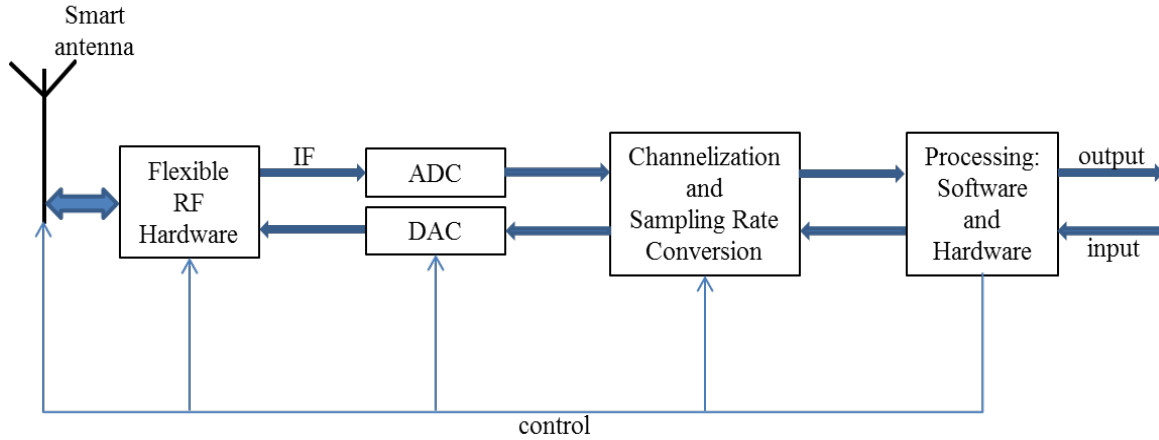 Smart
antenna
Flexible
RF
Hardware
IF
ADC
DAC
Channelization
and
Sampling Rate
Conversion
Processing:
Software
and
Hardware
output
input
control